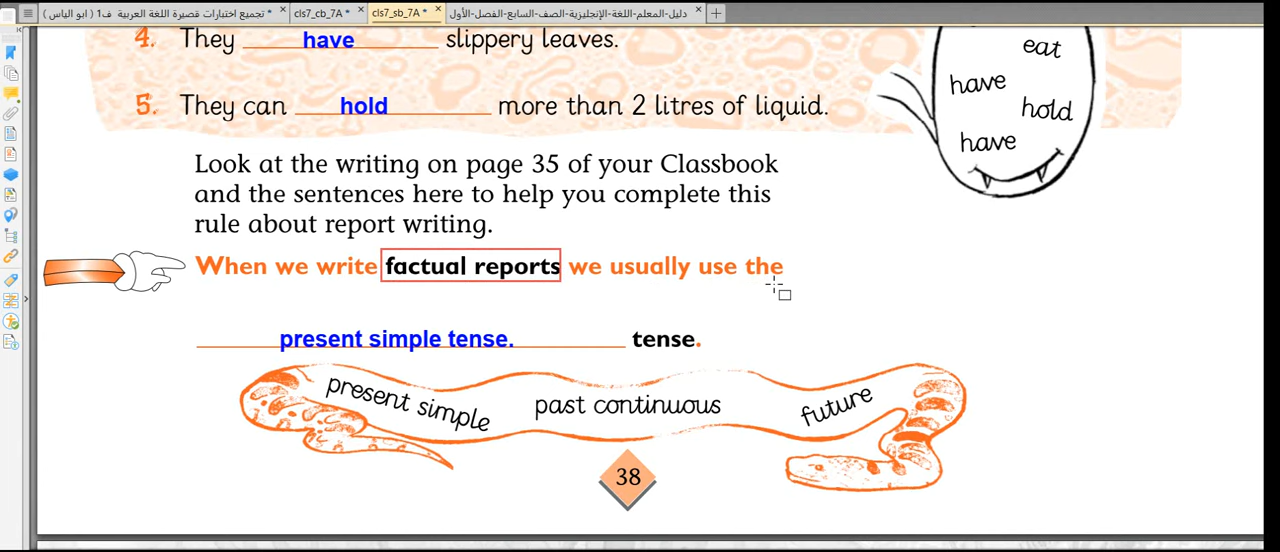 تجميع اختبارات قصيرة اللغة العربية ف1 ( ابو الياس ) * × cls7_cb_7A * × cls7_sb_7A * × دليل-المعلم-اللغة-الإنجليزية-الصف-السابع-الفصل-الأول ×
4. They have slippery leaves.
5. They can hold more than 2 litres of liquid.
eat
have
hold
have
Look at the writing on page 35 of your Classbook
and the sentences here to help you complete this
rule about report writing.
When we write factual reports we usually use the
present simple tense. tense.
present simple past continuous future
38